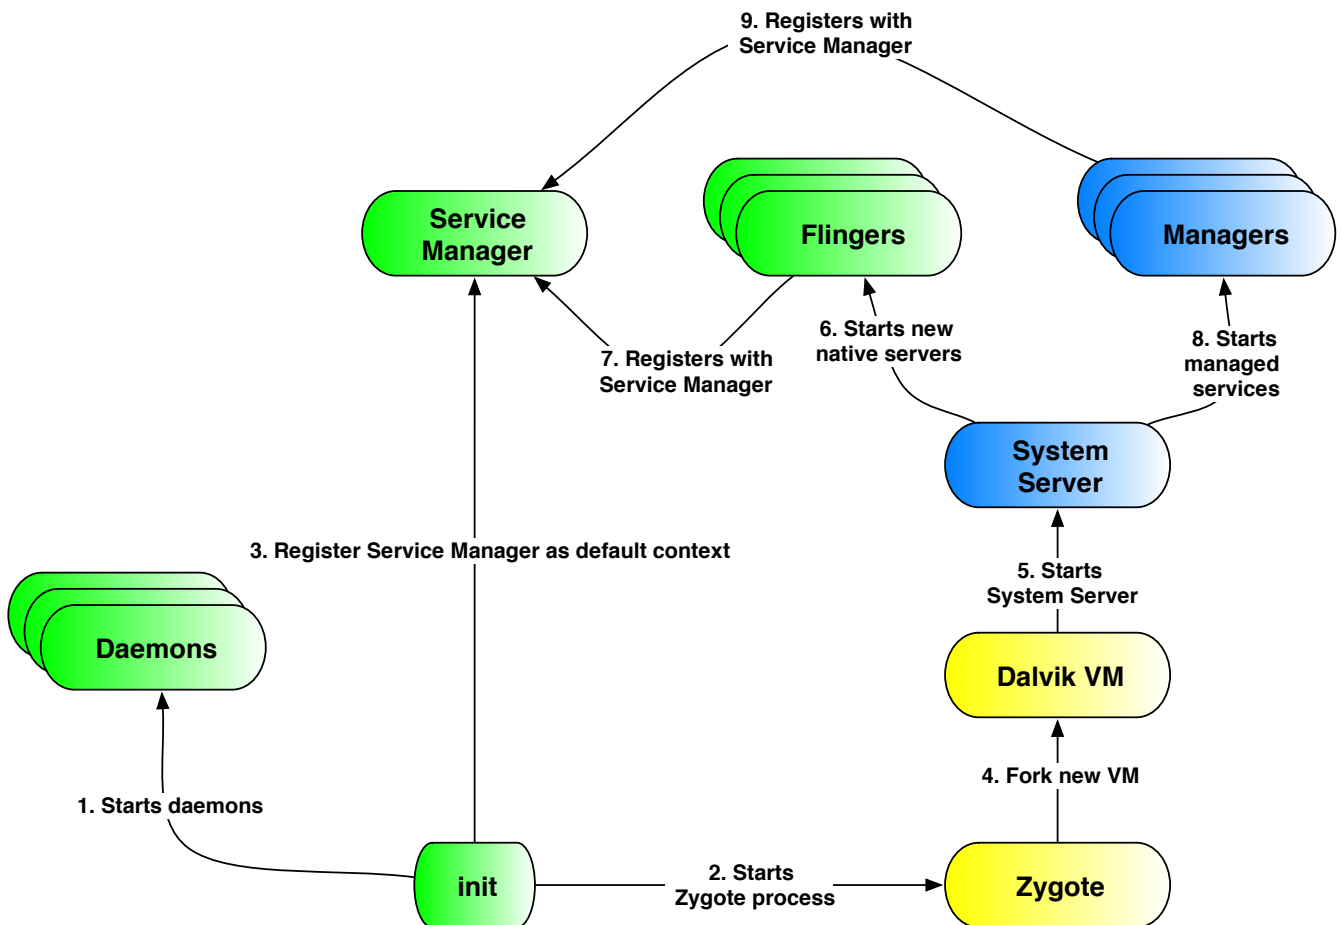 9. Registers with
Service Manager
Service
Manager
Flingers
Managers
6. Starts new
native servers
8. Starts
managed
services
7. Registers with
Service Manager
System
Server
3. Register Service Manager as default context
5. Starts
System Server
Daemons
Dalvik VM
4. Fork new VM
1. Starts daemons
init
2. Starts
Zygote process
Zygote